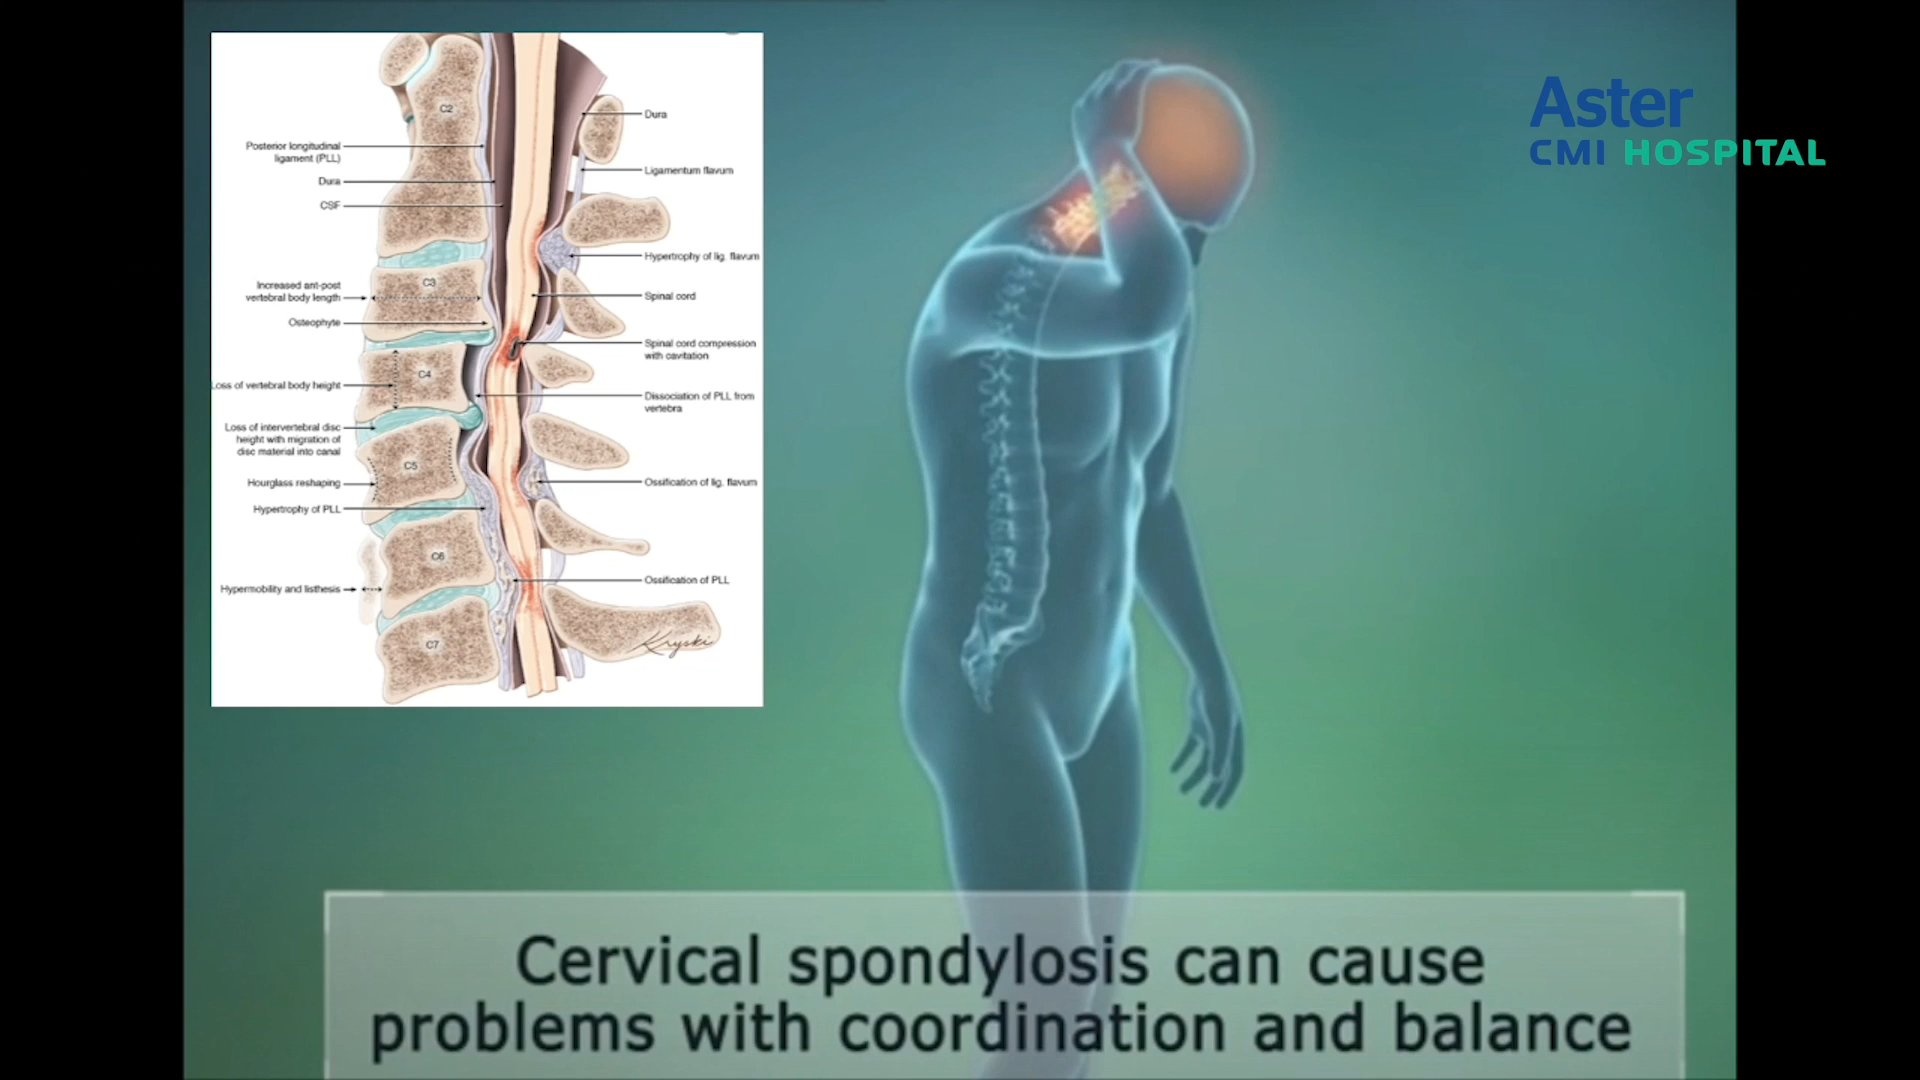 C2
Posterior longitudinal
ligament (PLL)
Dura
CSF
Increased ant-post
vertebral body length
C3
Osteophyte
C4
Loss of vertebral body height
Loss of intervertebral disc
height with migration of
disc material into canal
C5
Hourglass reshaping
Hypertrophy of PLL
C6
Hypermobility and listhesis
C7
Dura
Ligamentum flavum
Hypertrophy of lig. flavum
Spinal cord
Spinal cord compression
with cavitation
Dissociation of PLL from
vertebra
Ossification of lig. flavum
Ossification of PLL
Kryski
Aster
CMI HOSPITAL
Cervical spondylosis can cause
problems with coordination and balance